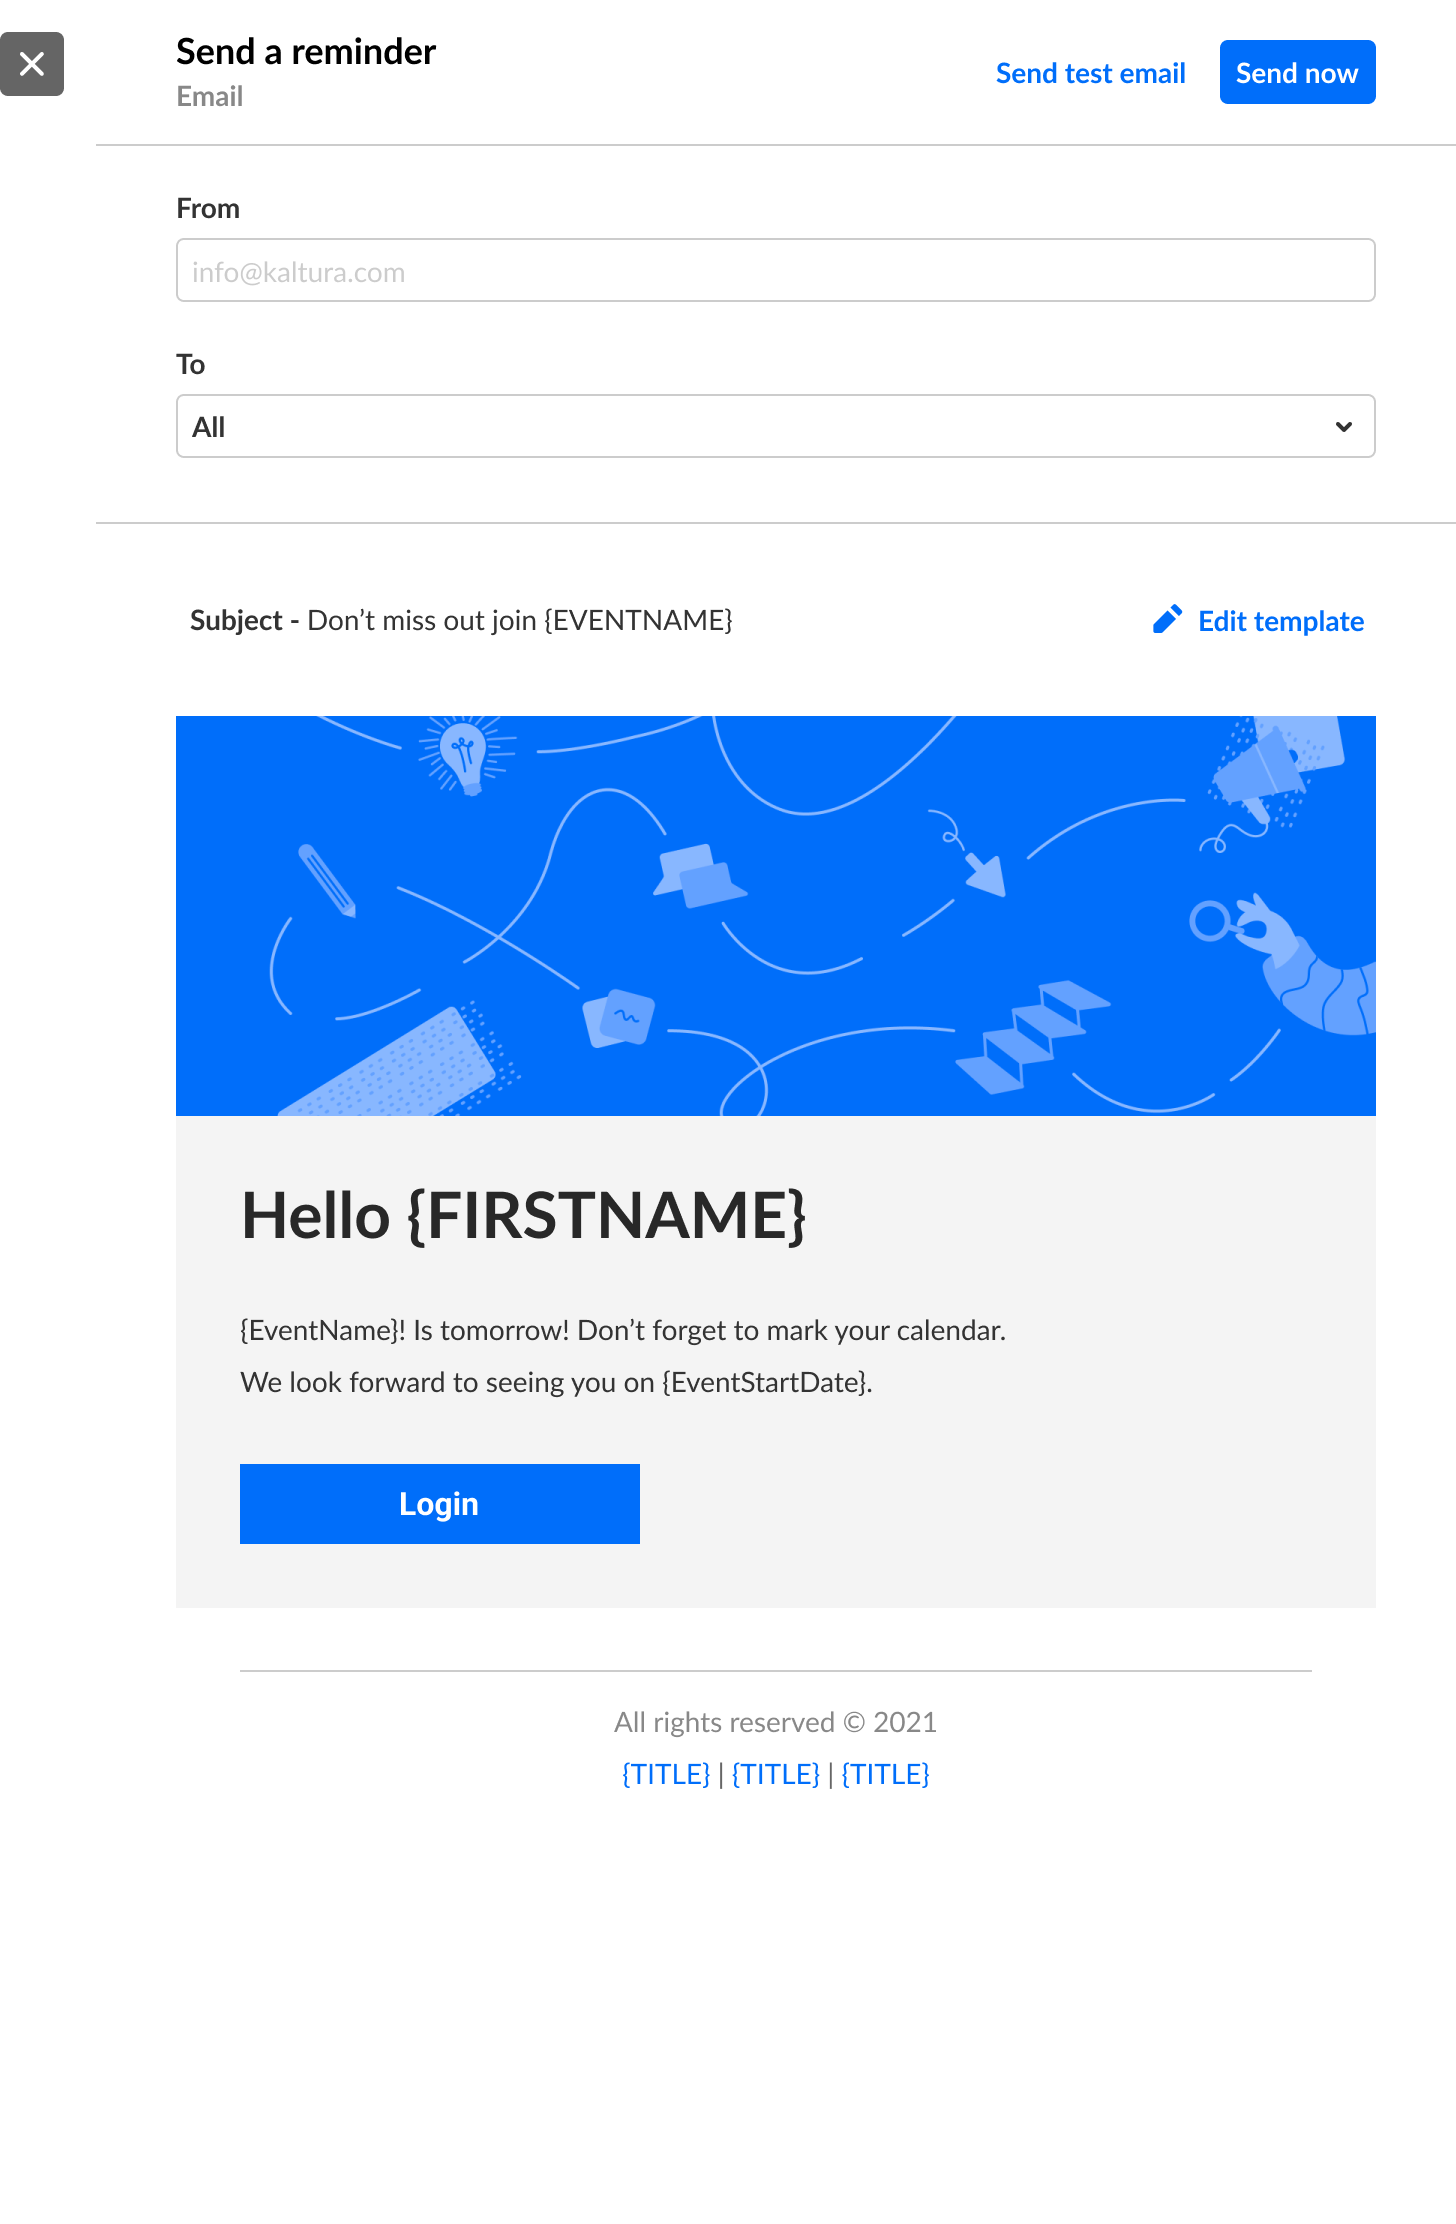 Send a reminder
Email
Send test email
Send now
From
info@kaltura.com
To
All
Subject - Don’t miss out join {EVENTNAME}
Edit template
Hello {FIRSTNAME}
{EventName}! Is tomorrow! Don’t forget to mark your calendar.
We look forward to seeing you on {EventStartDate}.
Login
All rights reserved © 2021
{TITLE} | {TITLE} | {TITLE}